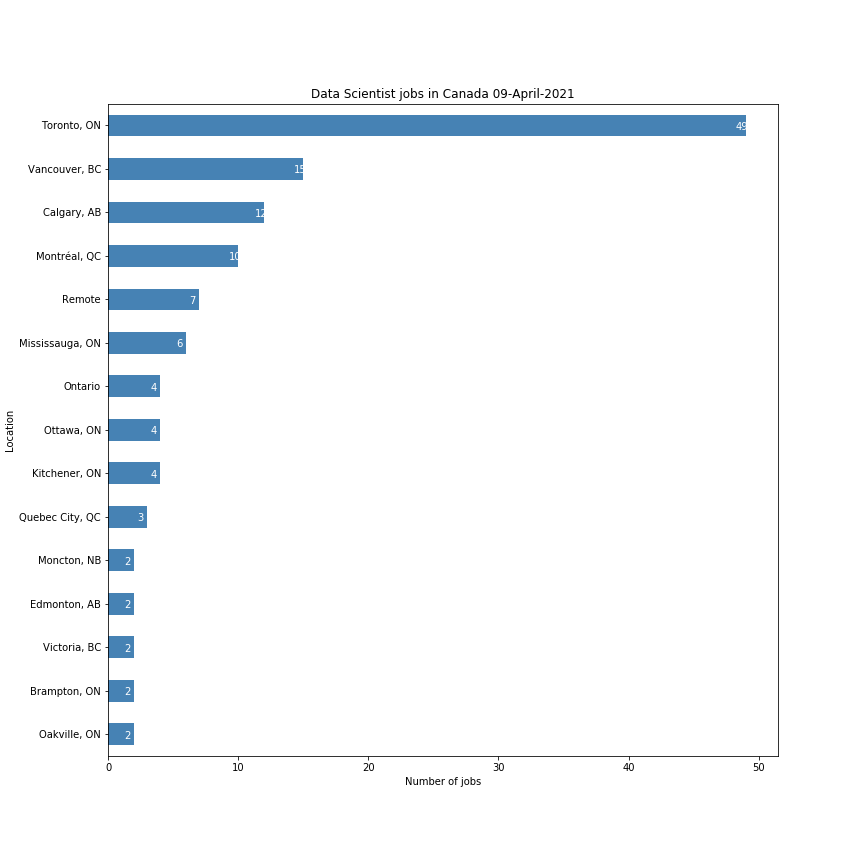 Data Scientist jobs in Canada 09-April-2021
Toronto, ON 49
Vancouver, BC 15
Calgary, AB 12
Montréal, QC 10
Remote 7
Mississauga, ON 6
Ontario 4
Ottawa, ON 4
Kitchener, ON 4
Quebec City, QC 3
Moncton, NB 2
Edmonton, AB 2
Victoria, BC 2
Brampton, ON 2
Oakville, ON 2
Location
0 10 20 30 40 50
Number of jobs